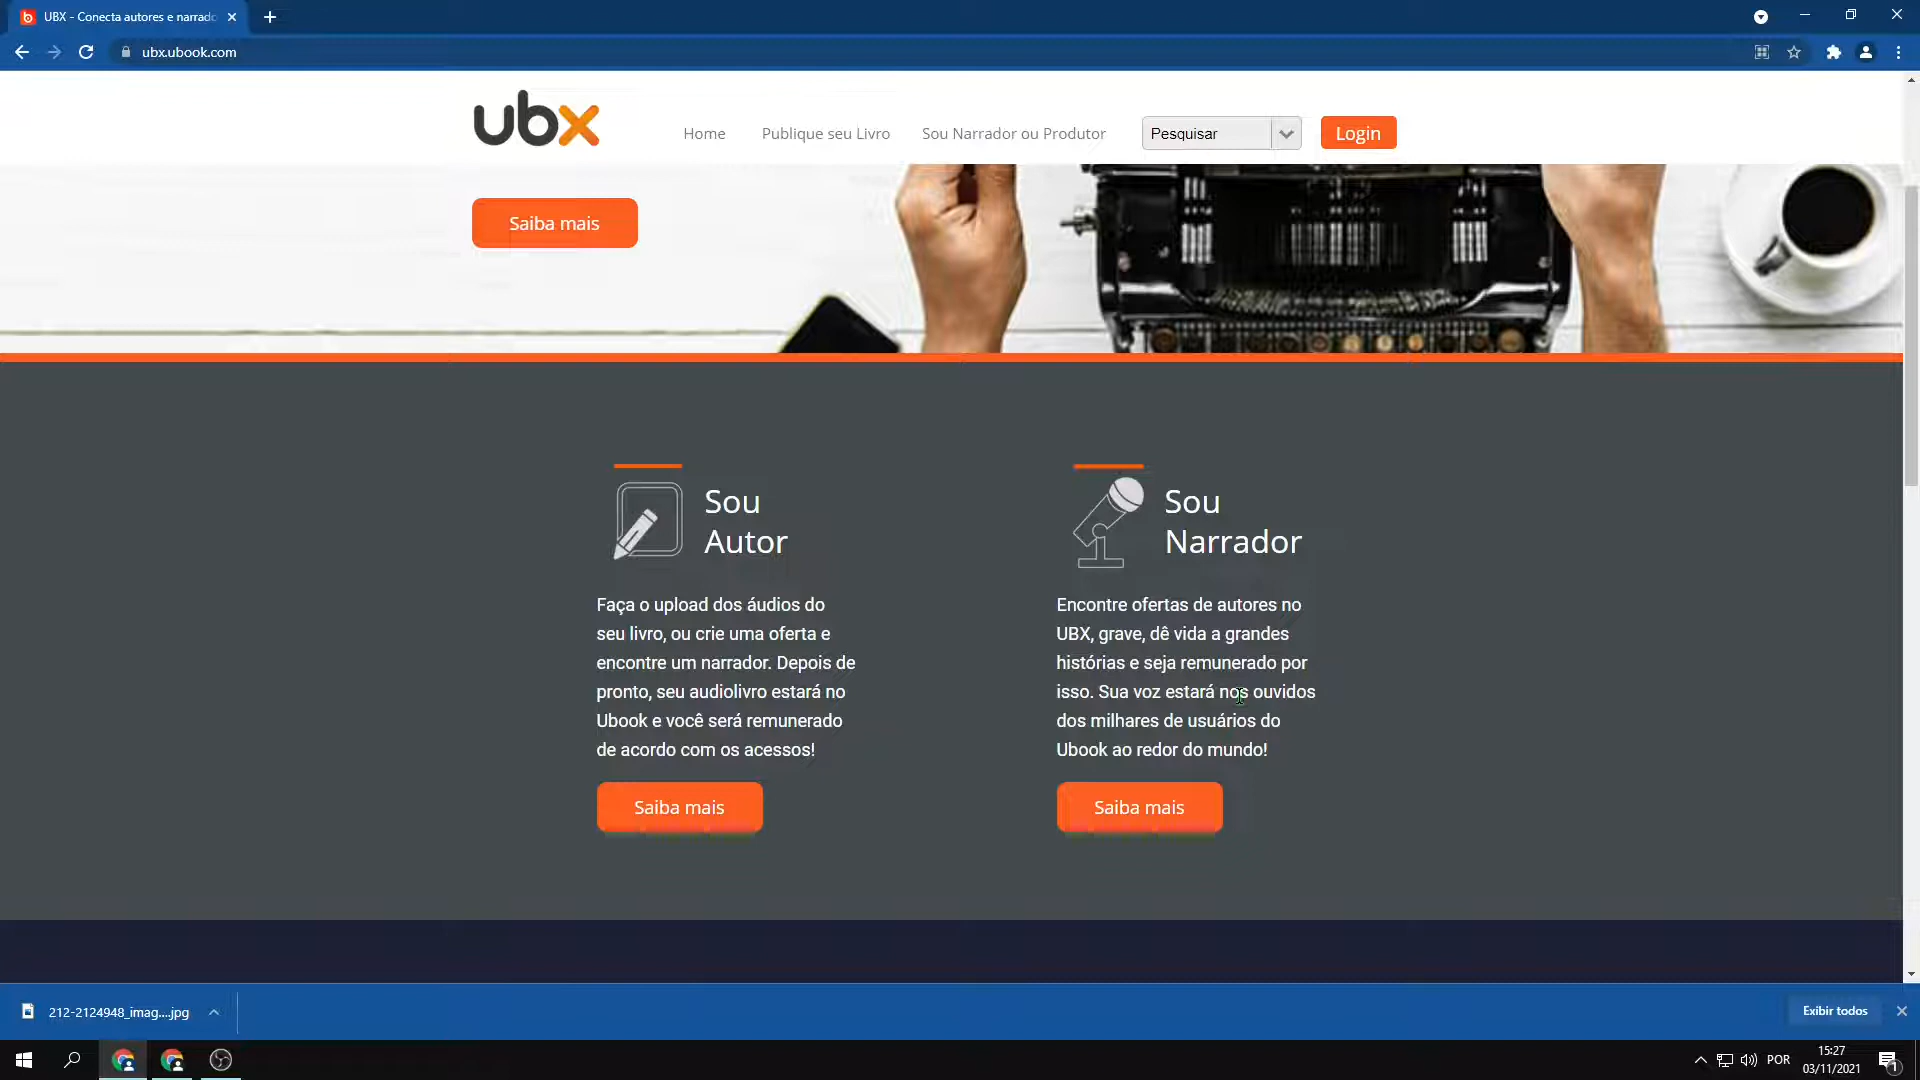 UBX - Conecta autores e narrado
ubx.ubook.com
ubx
Home
Publique seu Livro
Sou Narrador ou Produtor
Pesquisar
Login
Saiba mais
Sou
Autor
Faça o upload dos áudios do
seu livro, ou crie uma oferta e
encontre um narrador. Depois de
pronto, seu audiolivro estará no
Ubook e você será remunerado
de acordo com os acessos!
Saiba mais
Sou
Narrador
Encontre ofertas de autores no
UBX, grave, dê vida a grandes
histórias e seja remunerado por
isso. Sua voz estará nos ouvidos
dos milhares de usuários do
Ubook ao redor do mundo!
Saiba mais
212-2124948_imag....jpg
Exibir todos
POR
15:27
03/11/2021
1